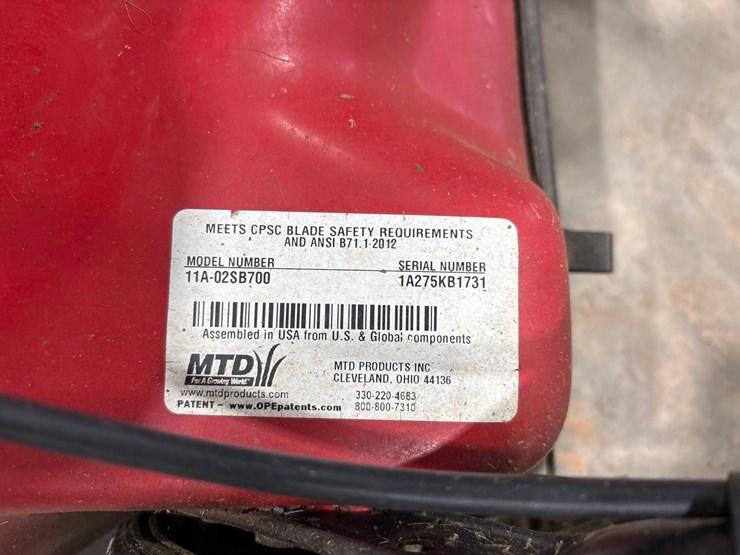 MEETS CPSC BLADE SAFETY REQUIREMENTS
AND ANSI B71.1-2012
MODEL NUMBER SERIAL NUMBER
11A-02SB700 1A275KB1731
Assembled in USA from U.S. & Global components
MTD
For A Growing World.
MTD PRODUCTS INC
CLEVELAND, OHIO 44136
www.mtdproducts.com 330-220-4683
PATENT - www.OPEpatents.com 800-800-7310